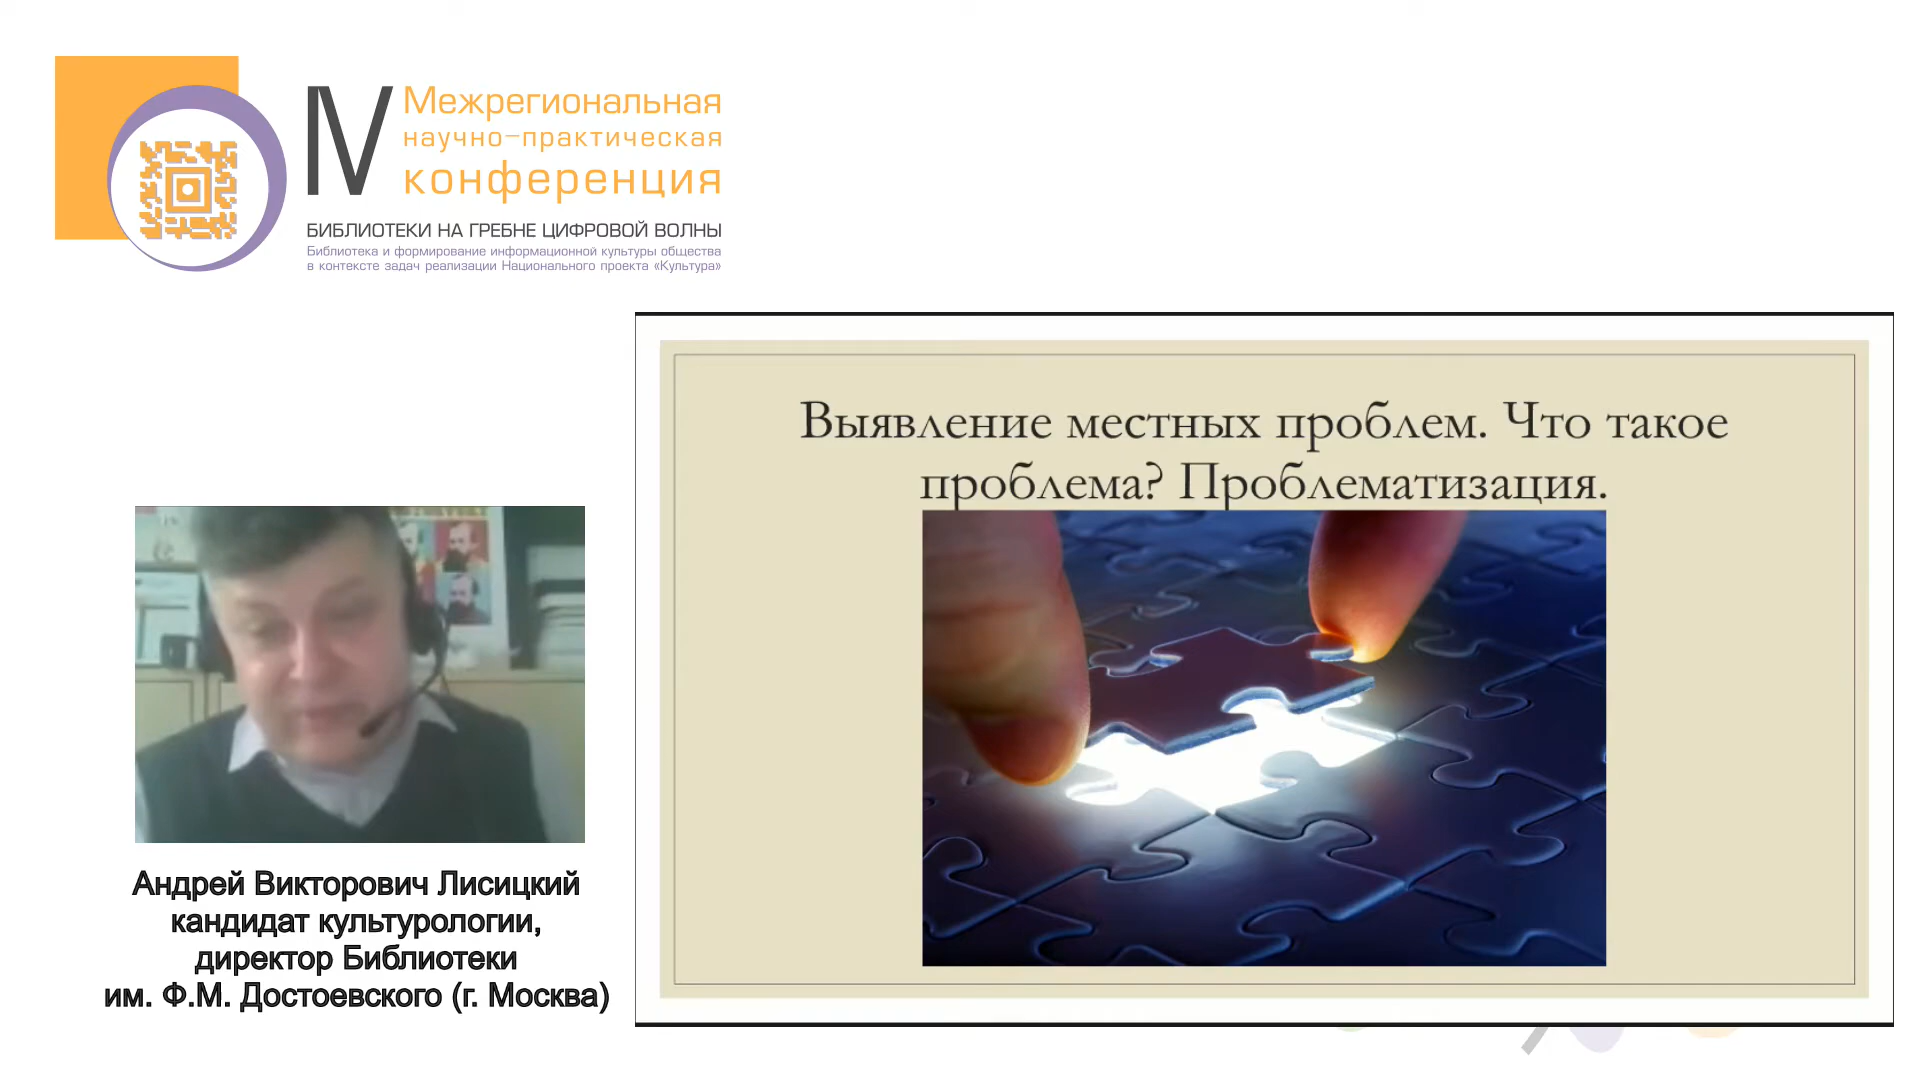 IV
Межрегиональная
научно-практическая
конференция
БИБЛИОТЕКИ НА ГРЕБНЕ ЦИФРОВОЙ ВОЛНЫ
Библиотека и формирование информационной культуры общества
в контексте задач реализации Национального проекта «Культура»
Выявление местных проблем. Что такое
проблема? Проблематизация.
Андрей Викторович Лисицкий
кандидат культурологии,
директор Библиотеки
им. Ф.М. Достоевского (г. Москва)